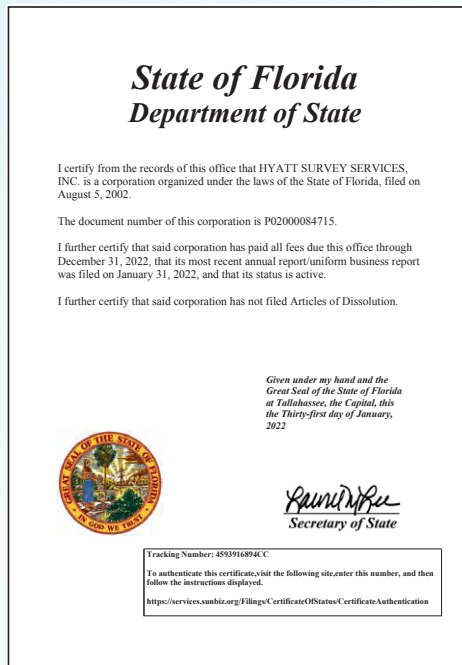 State of Florida
Department of State
I certify from the records of this office that HYATT SURVEY SERVICES,
INC. is a corporation organized under the laws of the State of Florida, filed on
August 5, 2002.
The document number of this corporation is P02000084715.
I further certify that said corporation has paid all fees due this office through
December 31, 2022, that its most recent annual report/uniform business report
was filed on January 31, 2022, and that its status is active.
I further certify that said corporation has not filed Articles of Dissolution.
Given under my hand and the
Great Seal of the State of Florida
at Tallahassee, the Capital, this
the Thirty-first day of January,
2022
GREAT SEAL OF THE STATE OF FLORIDA
IN GOD WE TRUST
Secretary of State
Tracking Number: 4593916894CC
To authenticate this certificate,visit the following site,enter this number, and then
follow the instructions displayed.
https://services.sunbiz.org/Filings/CertificateOfStatus/CertificateAuthentication